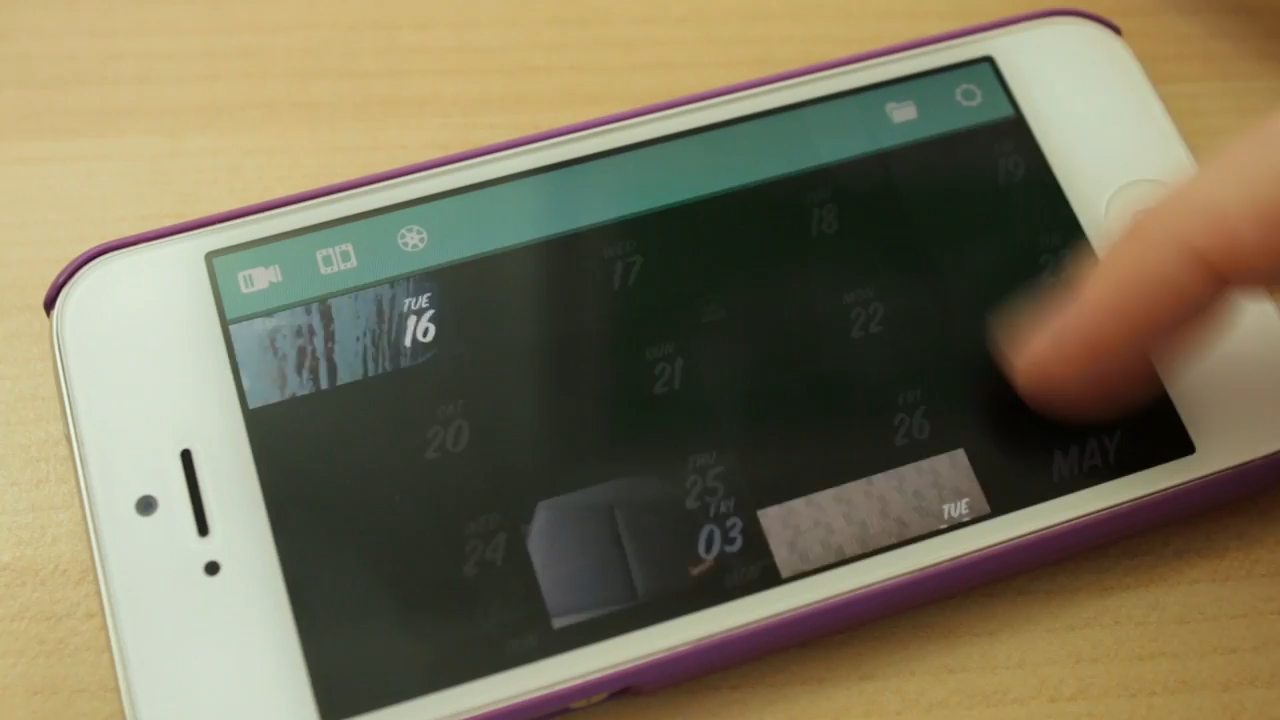 TUE
16
WED
17
18
19
SAT
20
SUN
21
MON
22
WED
24
THU
25
FRI
26
FRI
03
TUE
MAY